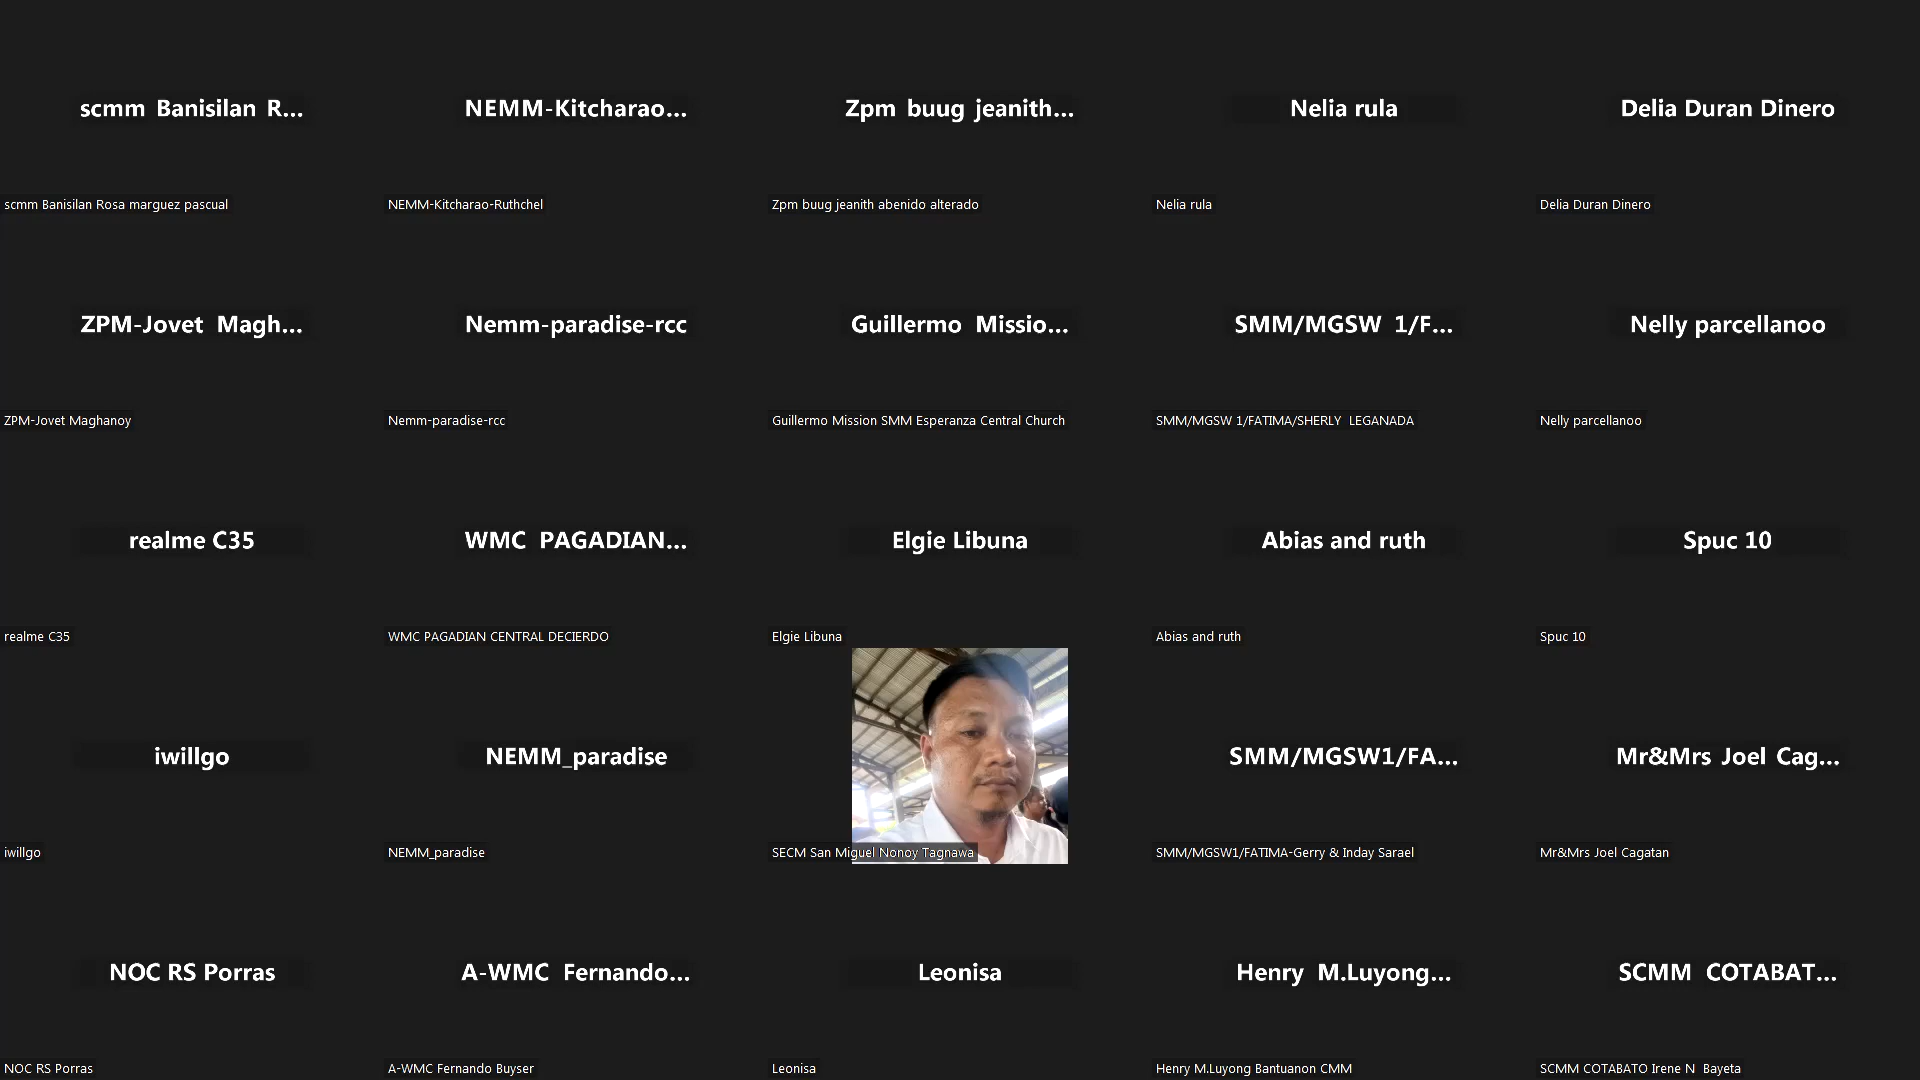 scmm Banisilan R...
NEMM-Kitcharao...
Zpm buug jeanith...
Nelia rula
Delia Duran Dinero
scmm Banisilan Rosa marguez pascual
NEMM-Kitcharao-Ruthchel
Zpm buug jeanith abenido alterado
Nelia rula
Delia Duran Dinero
ZPM-Jovet Magh...
Nemm-paradise-rcc
Guillermo Missio...
SMM/MGSW 1/F...
Nelly parcellanoo
ZPM-Jovet Maghanoy
Nemm-paradise-rcc
Guillermo Mission SMM Esperanza Central Church
SMM/MGSW 1/FATIMA/SHERLY LEGANADA
Nelly parcellanoo
realme C35
WMC PAGADIAN...
Elgie Libuna
Abias and ruth
Spuc 10
realme C35
WMC PAGADIAN CENTRAL DECIERDO
Elgie Libuna
Abias and ruth
Spuc 10
iwillgo
NEMM_paradise
SMM/MGSW1/FA...
Mr&Mrs Joel Cag...
iwillgo
NEMM_paradise
SECM San Miguel Nonoy Tagnawa
SMM/MGSW1/FATIMA-Gerry & Inday Sarael
Mr&Mrs Joel Cagatan
NOC RS Porras
A-WMC Fernando...
Leonisa
Henry M.Luyong...
SCMM COTABAT...
NOC RS Porras
A-WMC Fernando Buyser
Leonisa
Henry M.Luyong Bantuanon CMM
SCMM COTABATO Irene N Bayeta